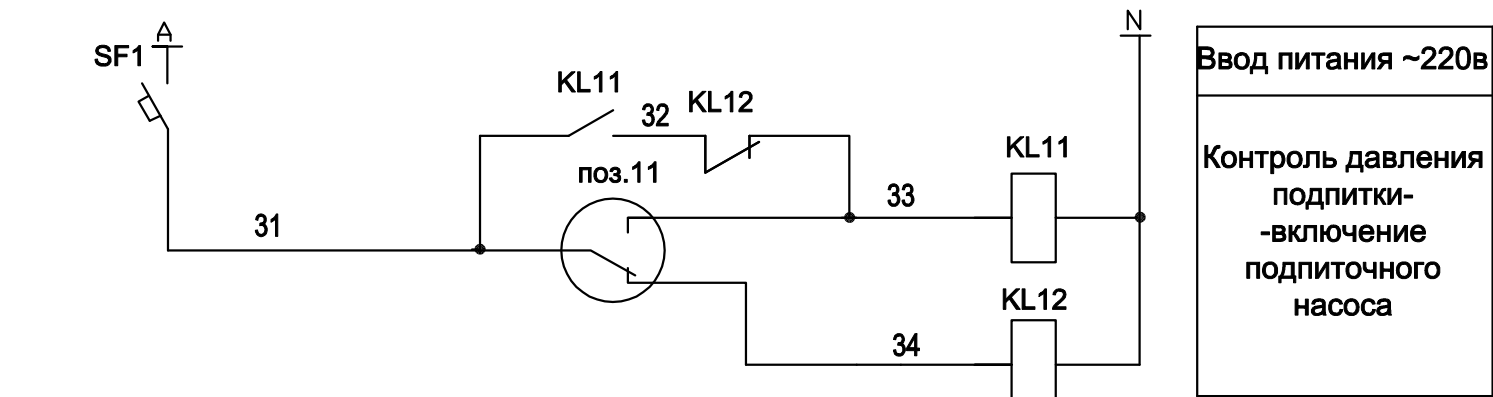 A
N
SF1
KL11
32
KL12
поз.11
31
33
KL11
KL12
34
Ввод питания ~220в
Контроль давления
подпитки-
-включение
подпиточного
насоса